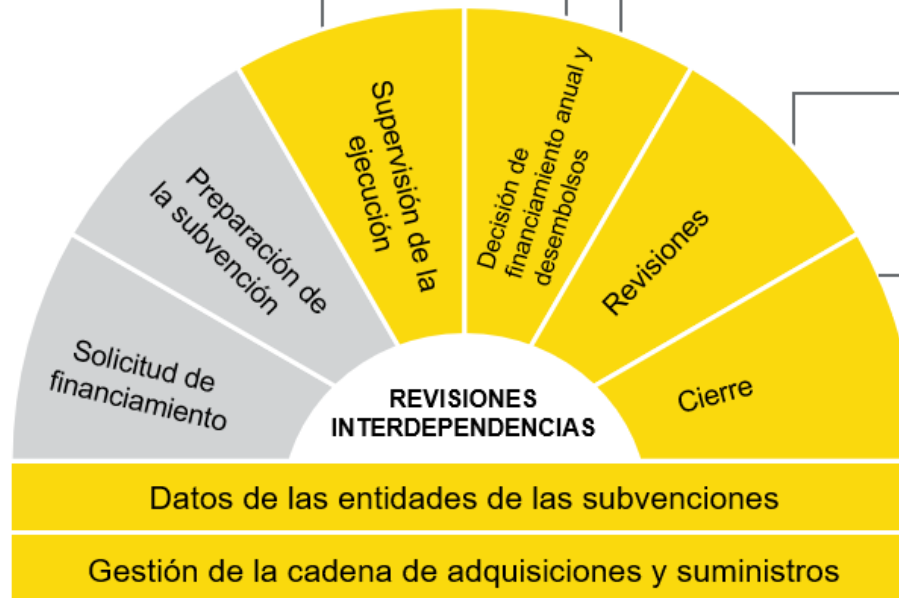 Solicitud de
financiamiento
Preparación de
la subvención
Supervisión de la
ejecución
Decisión de
financiamiento anual y
desembolsos
Revisiones
Cierre
REVISIONES
INTERDEPENDENCIAS
Datos de las entidades de las subvenciones
Gestión de la cadena de adquisiciones y suministros